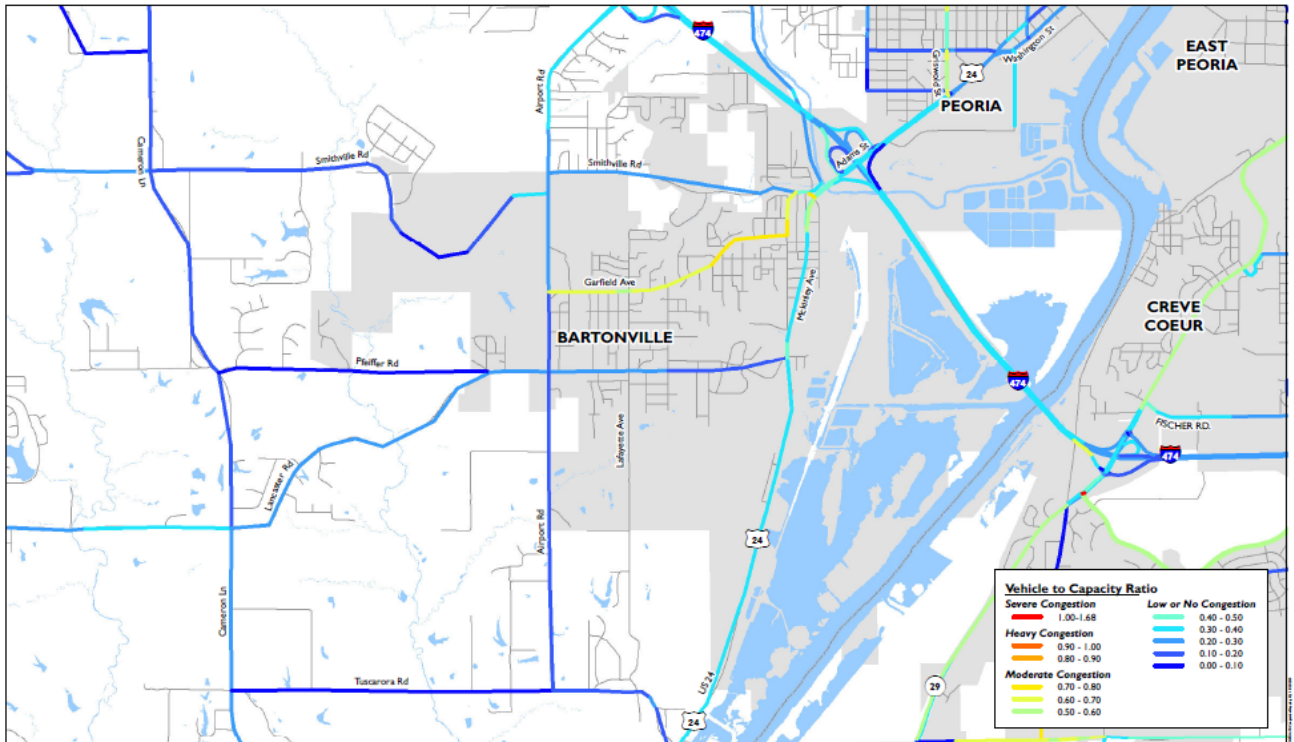 474
EAST
PEORIA
Washington St
Griswold St
24
PEORIA
Airport Rd
Cameron Ln
Smithville Rd
Smithville Rd
Adams St
Garfield Ave
Mckinley Ave
BARTONVILLE
CREVE
COEUR
Pfeiffer Rd
474
FISCHER RD.
474
Lafayette Ave
Lancaster Rd
Airport Rd
24
Cameron Ln
Tuscarora Rd
US 24
24
29
Vehicle to Capacity Ratio
Severe Congestion
1.00-1.68
Heavy Congestion
0.90 - 1.00
0.80 - 0.90
Moderate Congestion
0.70 - 0.80
0.60 - 0.70
0.50 - 0.60
Low or No Congestion
0.40 - 0.50
0.30 - 0.40
0.20 - 0.30
0.10 - 0.20
0.00 - 0.10